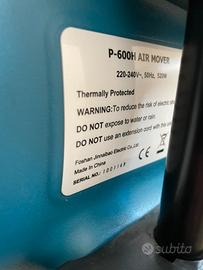 P-600H AIR MOVER
220-240V~, 50Hz, 520W
Thermally Protected
WARNING: To reduce the risk of electric
DO NOT expose to water or rain.
DO NOT use an extension cord with this
Foshan Jinnaibao Electric Co., Ltd
Made in China
SERIAL NO.:
subito